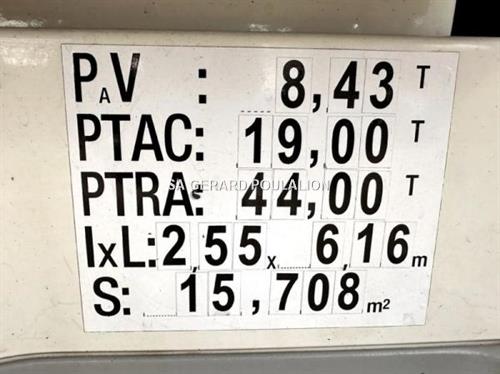 PAV : 8,43 T
PTAC: 19,00 T
SA GERARD POULALION
PTRA: 44,00 T
IxL: 2,55 x 6,16 m
S: 15,708 m²